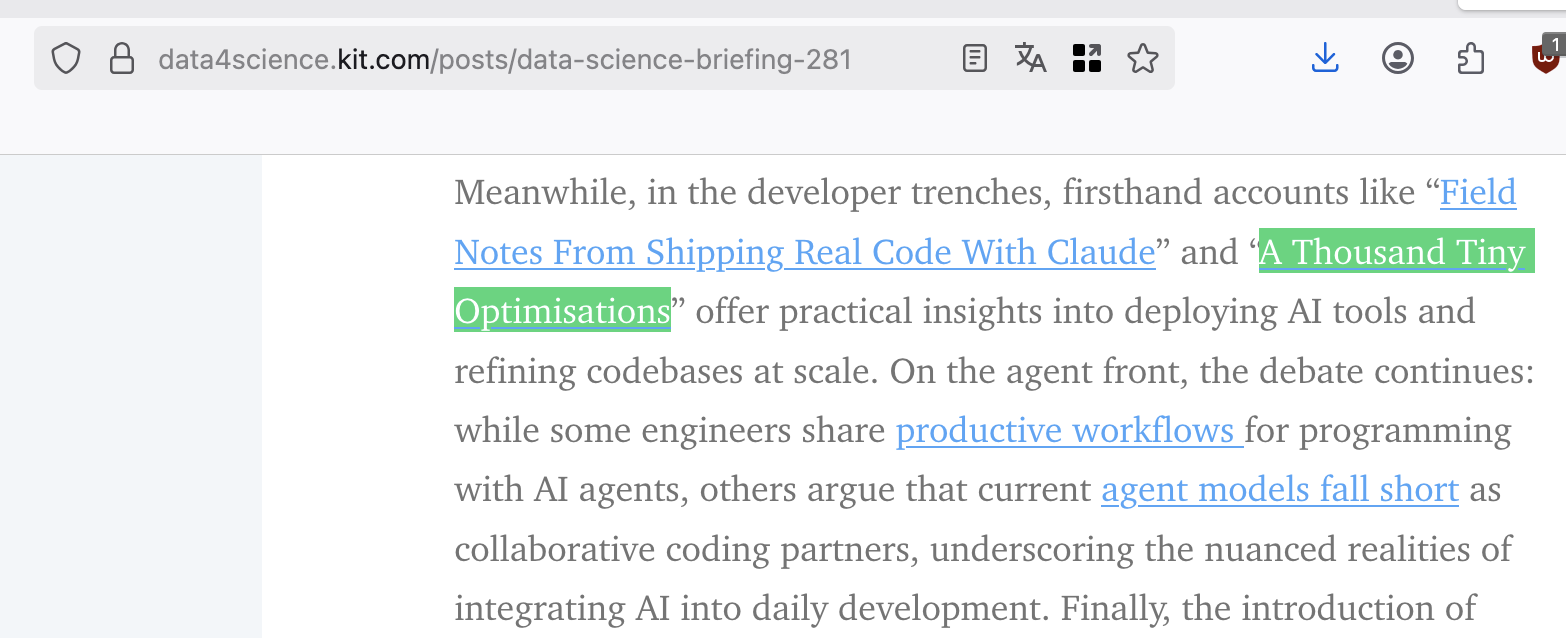 data4science.kit.com/posts/data-science-briefing-281
1
Meanwhile, in the developer trenches, firsthand accounts like “Field
Notes From Shipping Real Code With Claude” and “A Thousand Tiny
Optimisations” offer practical insights into deploying AI tools and
refining codebases at scale. On the agent front, the debate continues:
while some engineers share productive workflows for programming
with AI agents, others argue that current agent models fall short as
collaborative coding partners, underscoring the nuanced realities of
integrating AI into daily development. Finally, the introduction of